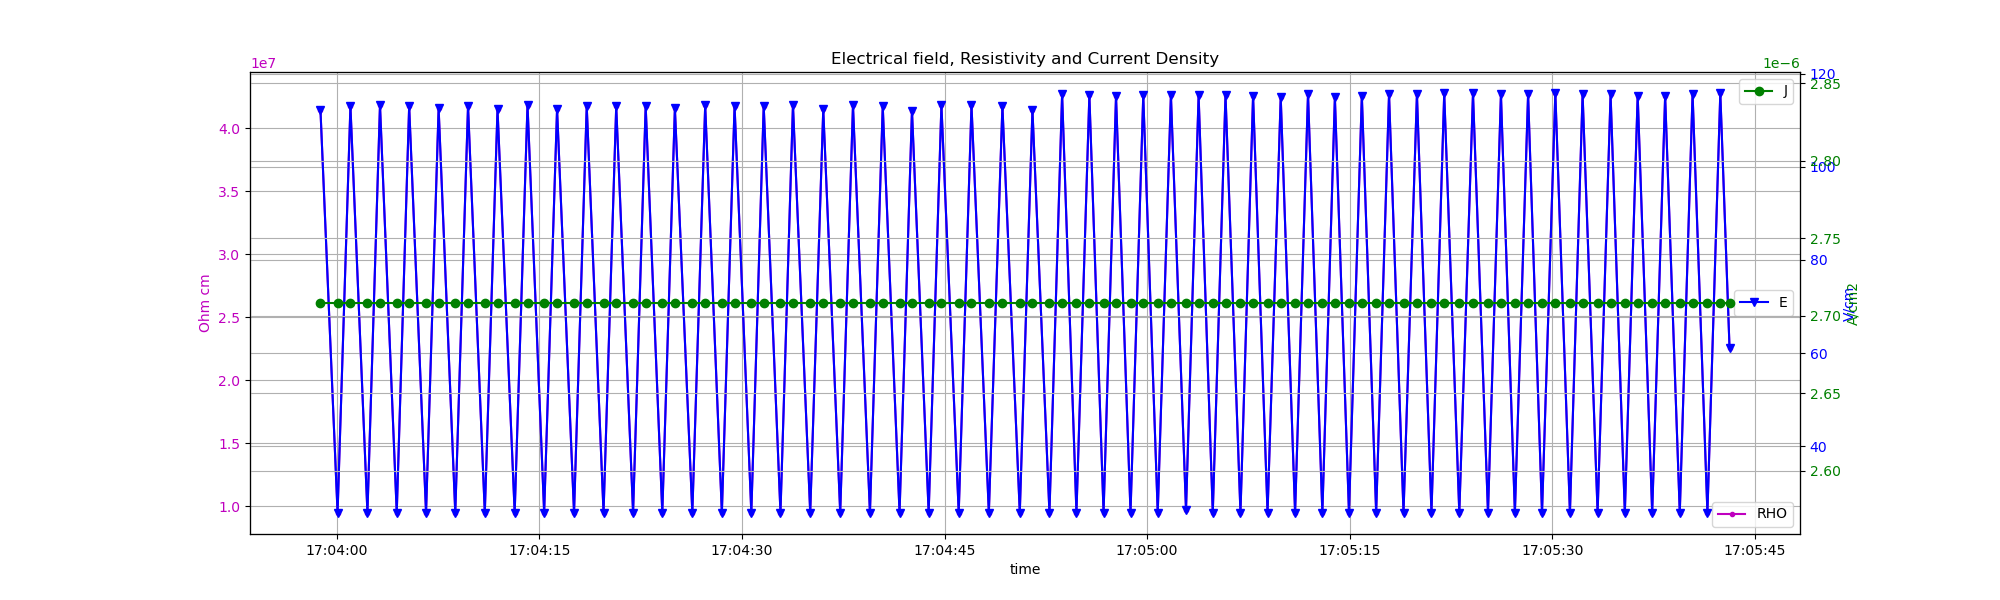 Electrical field, Resistivity and Current Density
1e7
1e−6
4.0
3.5
3.0
2.5
2.0
1.5
1.0
Ohm cm
120
100
80
60
40
V/cm
2.85
2.80
2.75
2.70
2.65
2.60
A/cm2
J
E
RHO
17:04:00
17:04:15
17:04:30
17:04:45
17:05:00
17:05:15
17:05:30
17:05:45
time